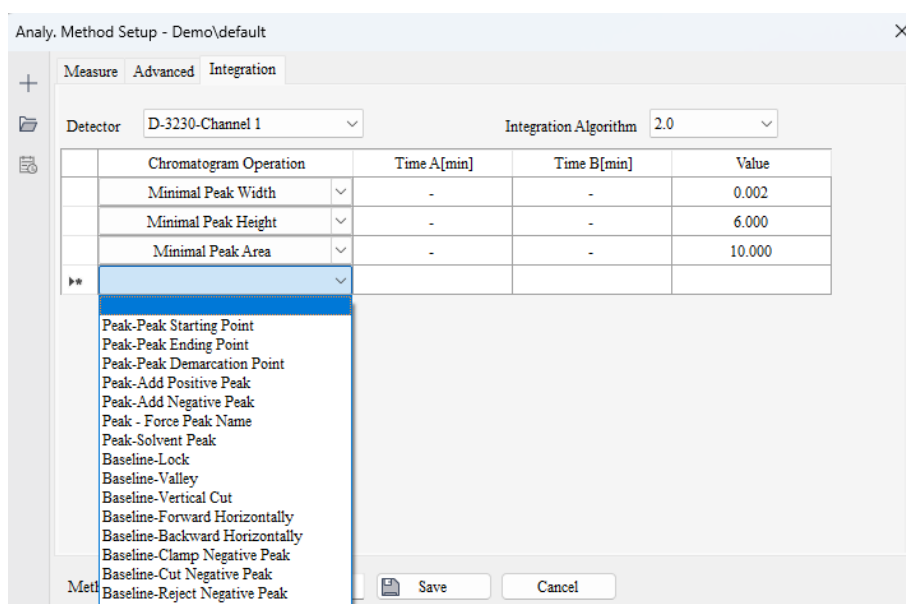 Analy. Method Setup - Demo\default
Measure Advanced Integration
Detector D-3230-Channel 1 Integration Algorithm 2.0
Chromatogram Operation Time A[min] Time B[min] Value
Minimal Peak Width - - 0.002
Minimal Peak Height - - 6.000
Minimal Peak Area - - 10.000
Peak-Peak Starting Point
Peak-Peak Ending Point
Peak-Peak Demarcation Point
Peak-Add Positive Peak
Peak-Add Negative Peak
Peak - Force Peak Name
Peak-Solvent Peak
Baseline-Lock
Baseline-Valley
Baseline-Vertical Cut
Baseline-Forward Horizontally
Baseline-Backward Horizontally
Baseline-Clamp Negative Peak
Baseline-Cut Negative Peak
Baseline-Reject Negative Peak
Save Cancel